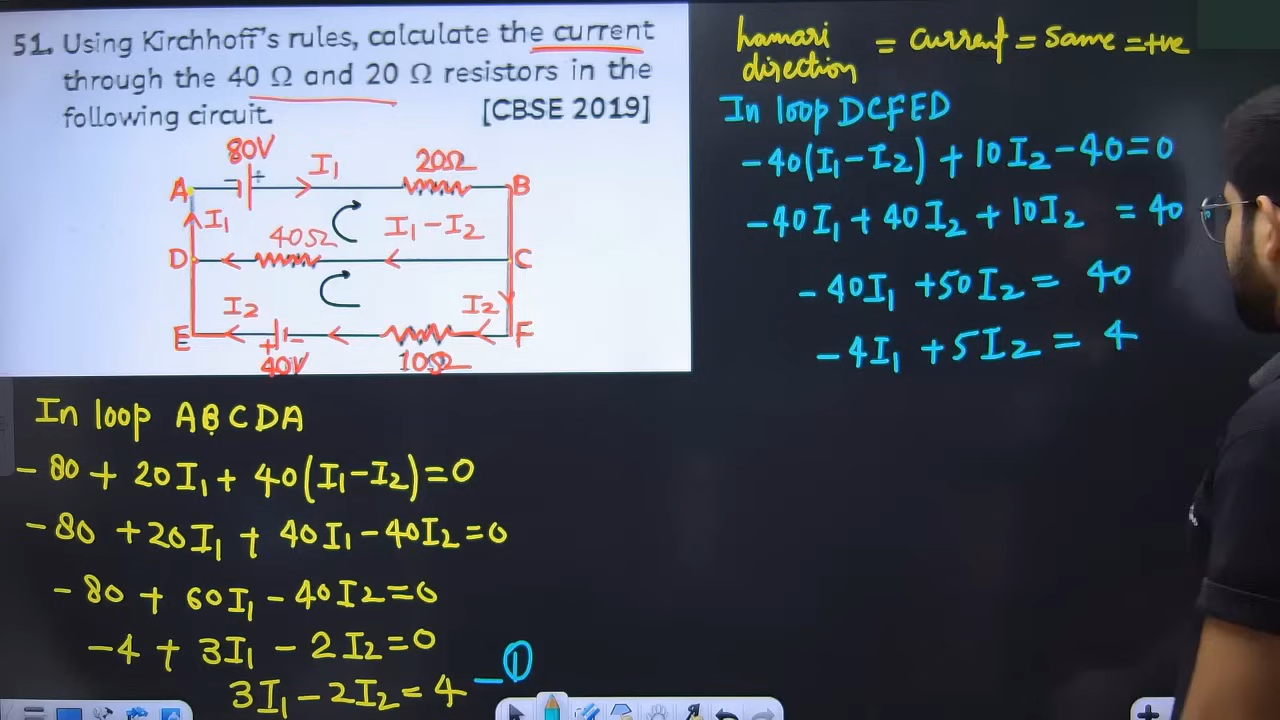 51. Using Kirchhoff's rules, calculate the current
through the 40 Ω and 20 Ω resistors in the
following circuit. [CBSE 2019]
80V
I₁
20Ω
A
B
I₁
40Ω
I₁ - I₂
D
C
I₂
I₂
E
F
+
-
40V
10Ω
In loop ABCDA
- 80 + 20I₁ + 40(I₁-I₂)=0
- 80 + 20I₁ + 40I₁ - 40I₂ = 0
- 80 + 60I₁ - 40I₂=0
- 4 + 3I₁ - 2I₂=0
3I₁ - 2I₂ = 4 - ①
hamari direction = current = same = +ve
In loop DCFED
- 40(I₁-I₂) + 10I₂ - 40=0
- 40I₁ + 40I₂ + 10I₂ = 40
- 40I₁ + 50I₂ = 40
- 4I₁ + 5I₂ = 4